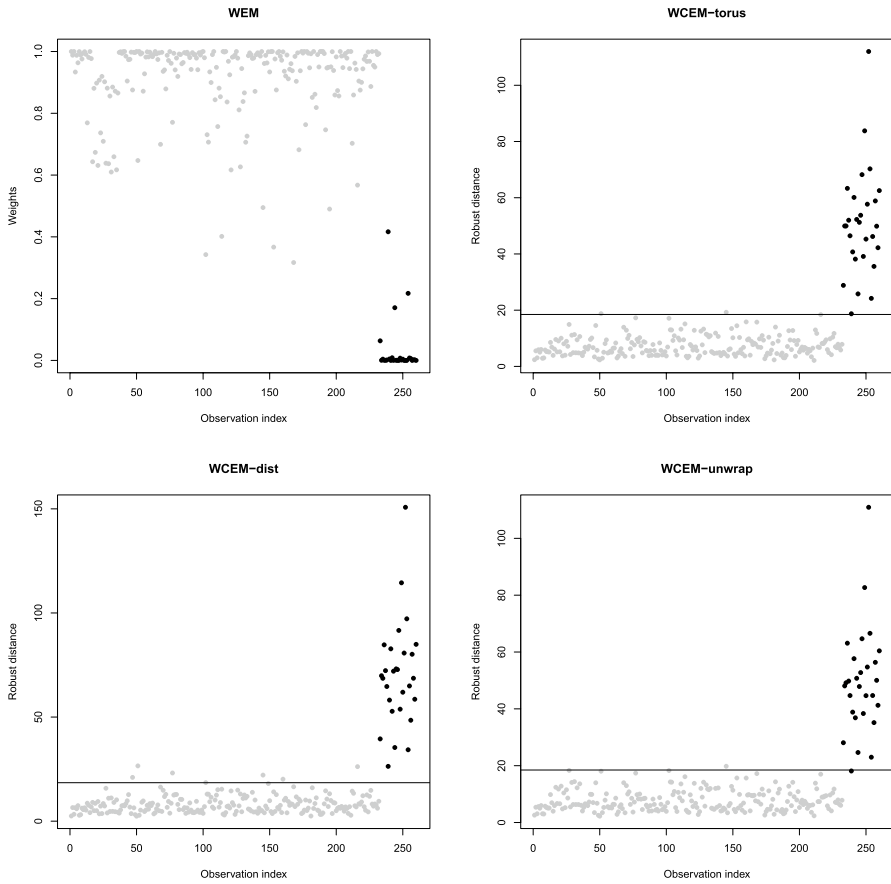 WEM
1.0
0.8
0.6
0.4
0.2
0.0
Weights
0 50 100 150 200 250
Observation index
WCEM−torus
100
80
60
40
20
0
Robust distance
0 50 100 150 200 250
Observation index
WCEM−dist
150
100
50
0
Robust distance
0 50 100 150 200 250
Observation index
WCEM−unwrap
100
80
60
40
20
0
Robust distance
0 50 100 150 200 250
Observation index